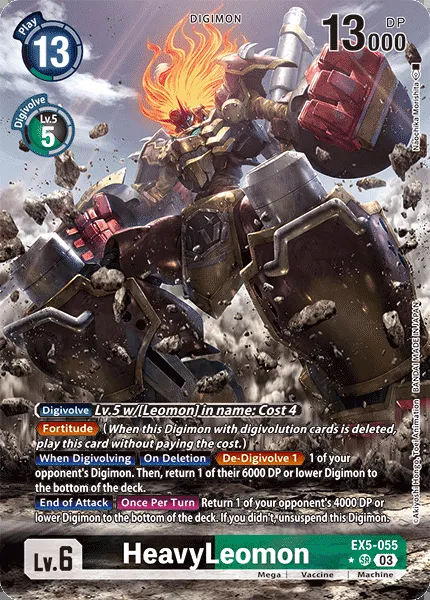 Play
13
DIGIMON
DP
13000
Digivolve
Lv.5
5
Naochika Morishita
Digivolve Lv.5 w/[Leomon] in name: Cost 4
Fortitude (When this Digimon with digivolution cards is deleted,
play this card without paying the cost.)
When Digivolving On Deletion De-Digivolve 1 1 of your
opponent's Digimon. Then, return 1 of their 6000 DP or lower Digimon to
the bottom of the deck.
End of Attack Once Per Turn Return 1 of your opponent's 4000 DP or
lower Digimon to the bottom of the deck. If you didn't, unsuspend this Digimon.
©Akiyoshi Hongo, Toei Animation BANDAI MADE IN JAPAN
Lv.6
HeavyLeomon
EX5-055
SR 03
Mega Vaccine Machine